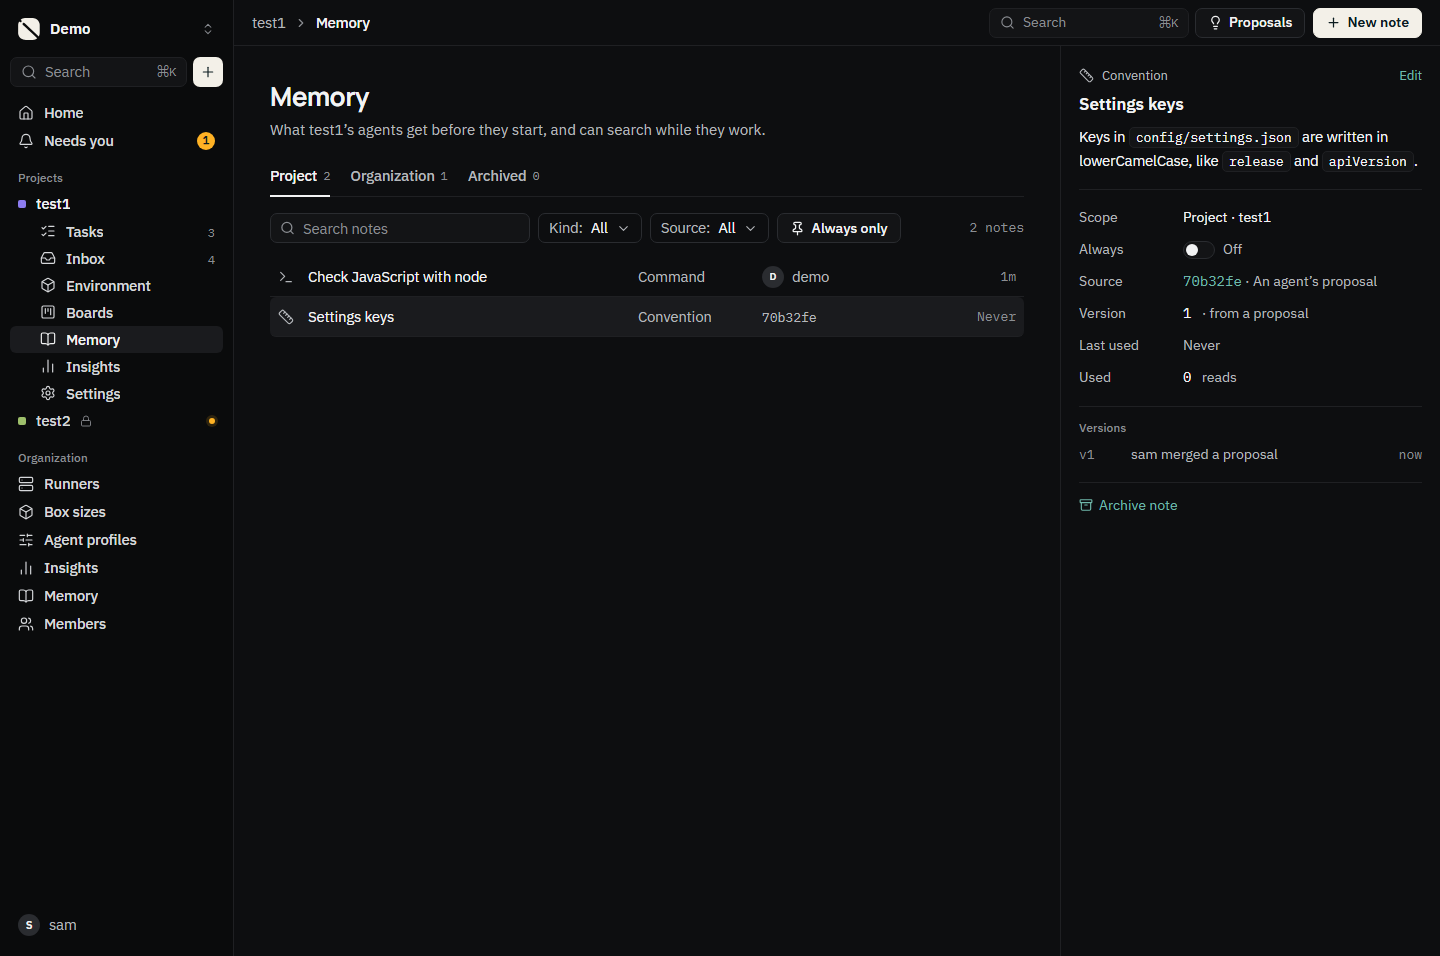 Demo
Search ⌘K
Home
Needs you 1
Projects
test1
Tasks 3
Inbox 4
Environment
Boards
Memory
Insights
Settings
test2
Organization
Runners
Box sizes
Agent profiles
Insights
Memory
Members
S sam
test1 > Memory
Search ⌘K
Proposals
New note
Memory
What test1’s agents get before they start, and can search while they work.
Project 2 Organization 1 Archived 0
Search notes Kind: All Source: All Always only 2 notes
Check JavaScript with node Command D demo 1m
Settings keys Convention 70b32fe Never
Convention Edit
Settings keys
Keys in config/settings.json are written in
lowerCamelCase, like release and apiVersion.
Scope Project · test1
Always Off
Source 70b32fe · An agent’s proposal
Version 1 · from a proposal
Last used Never
Used 0 reads
Versions
v1 sam merged a proposal now
Archive note